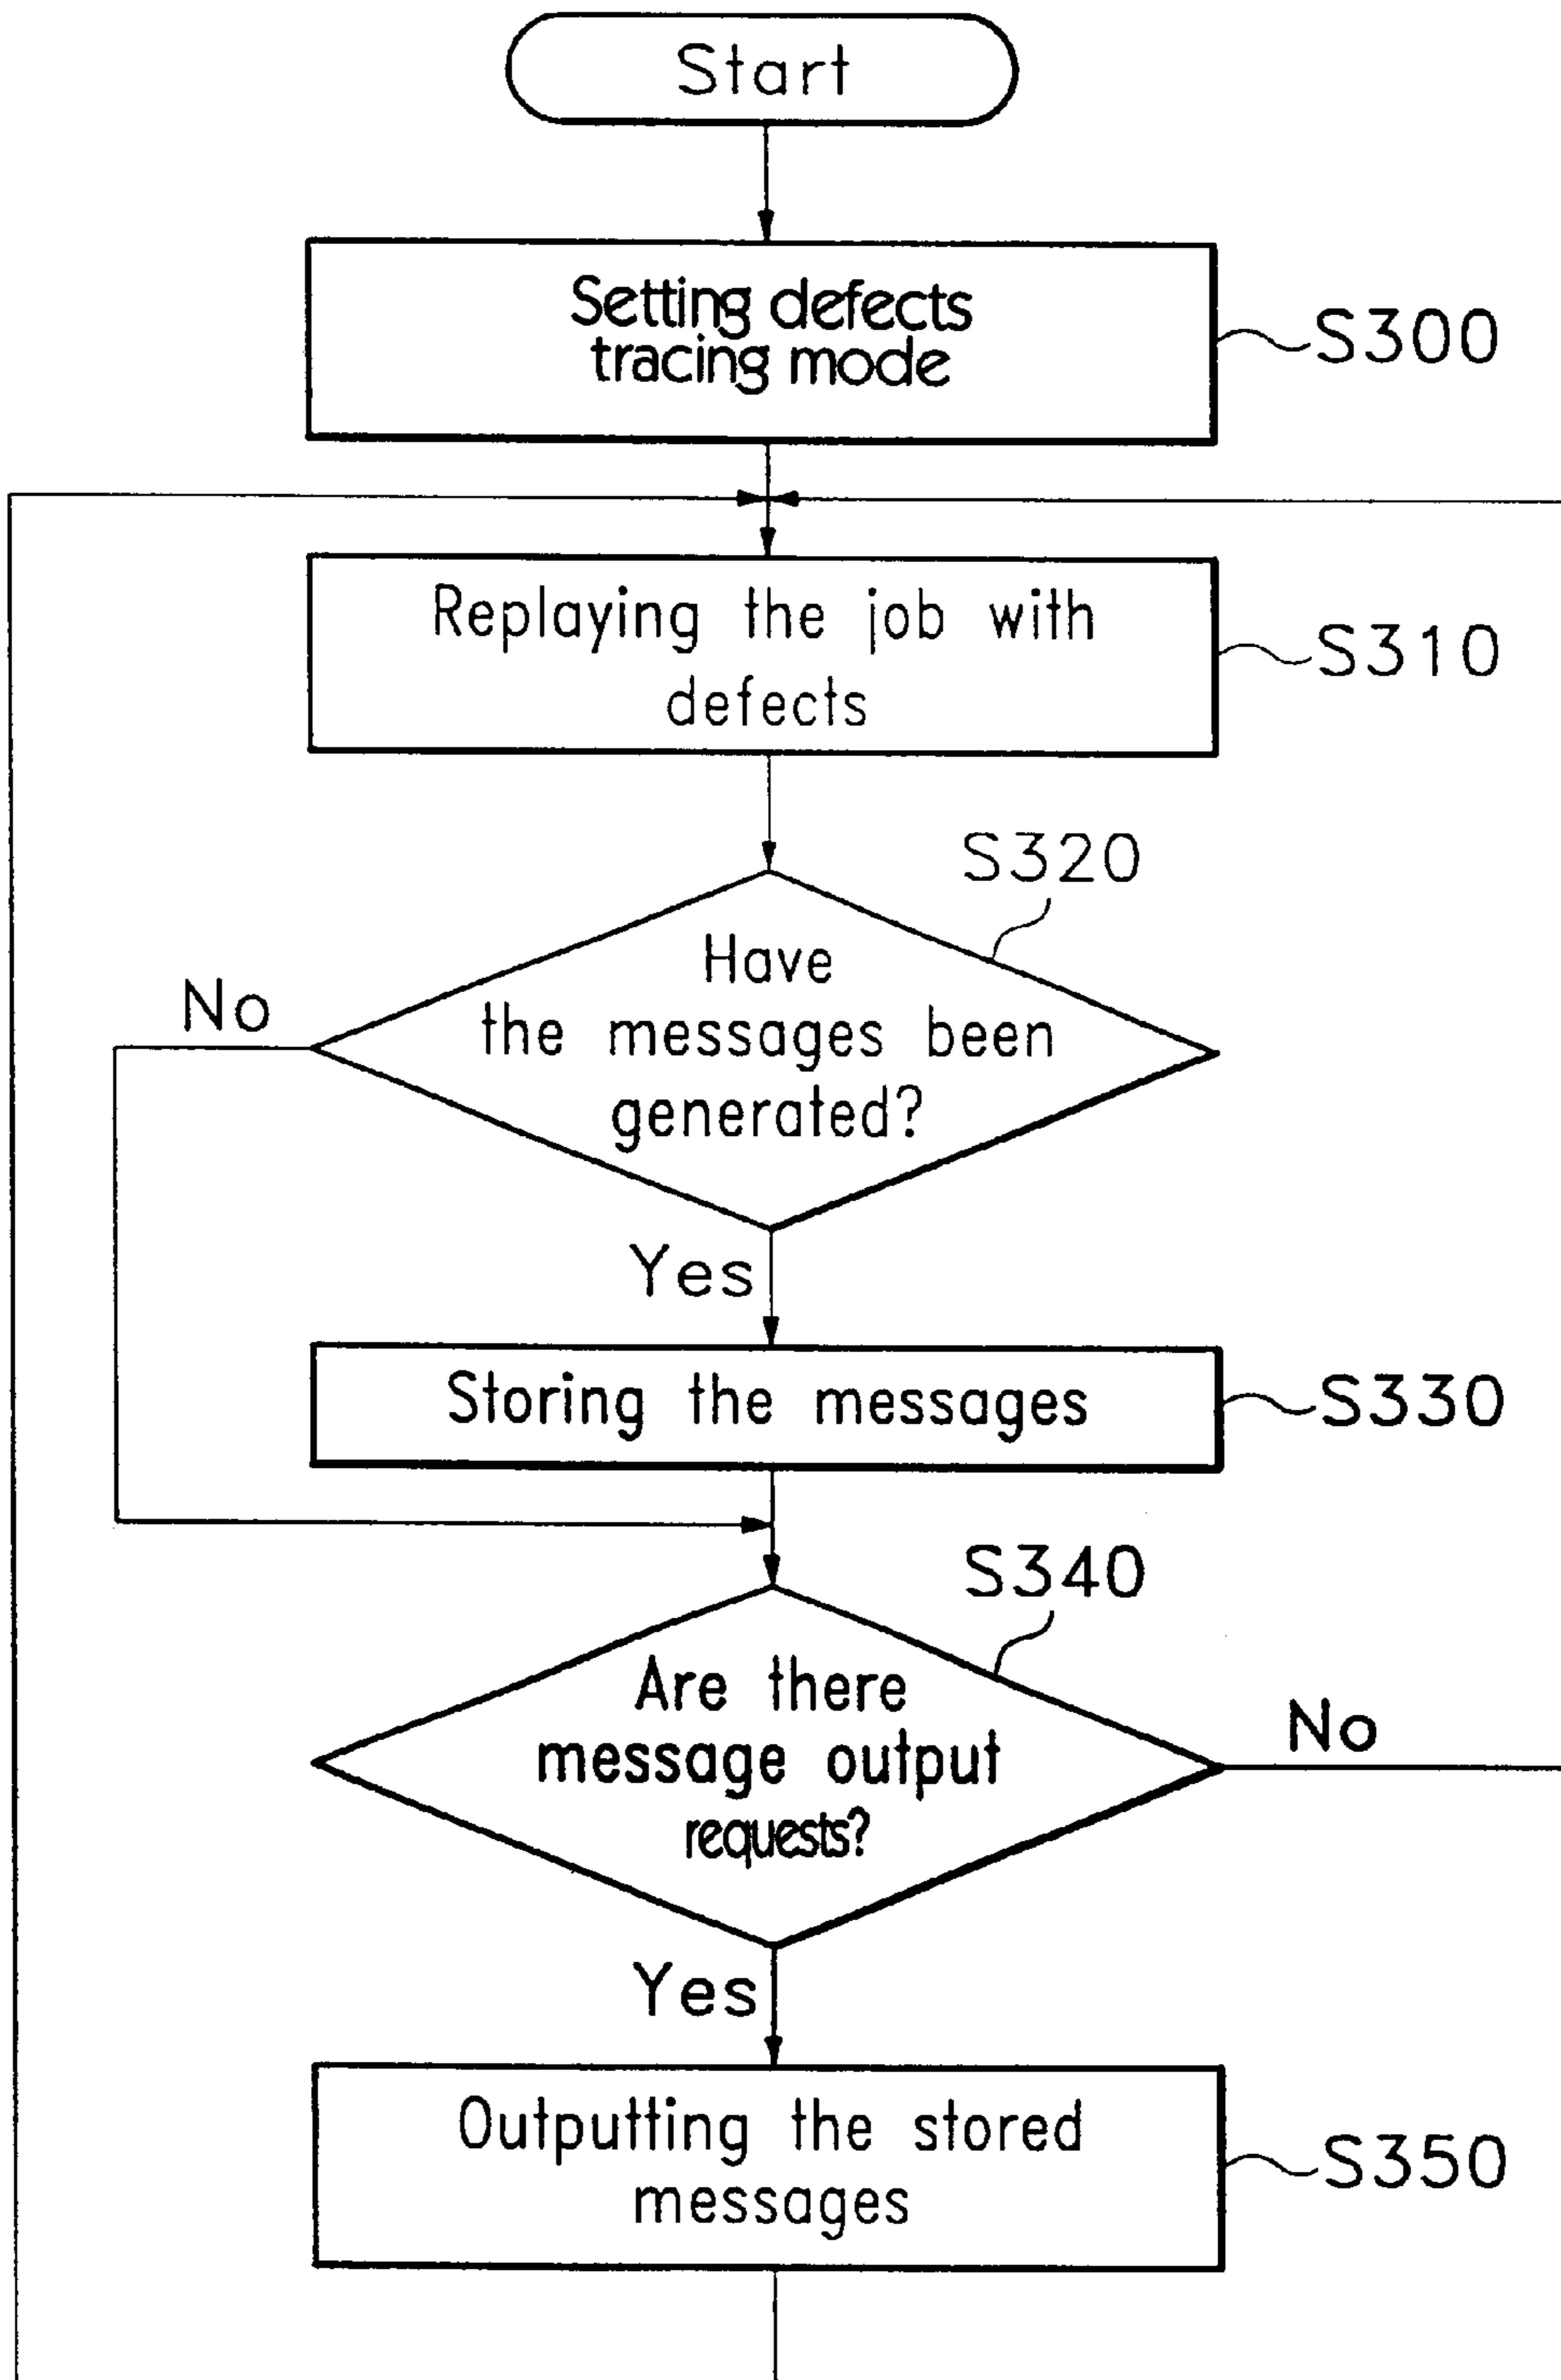 Start
Setting defects
tracing mode
S300
Replaying the job with
defects
S310
S320
Have
the messages been
generated?
No
Yes
Storing the messages
S330
S340
Are there
message output
requests?
No
Yes
Outputting the stored
messages
S350